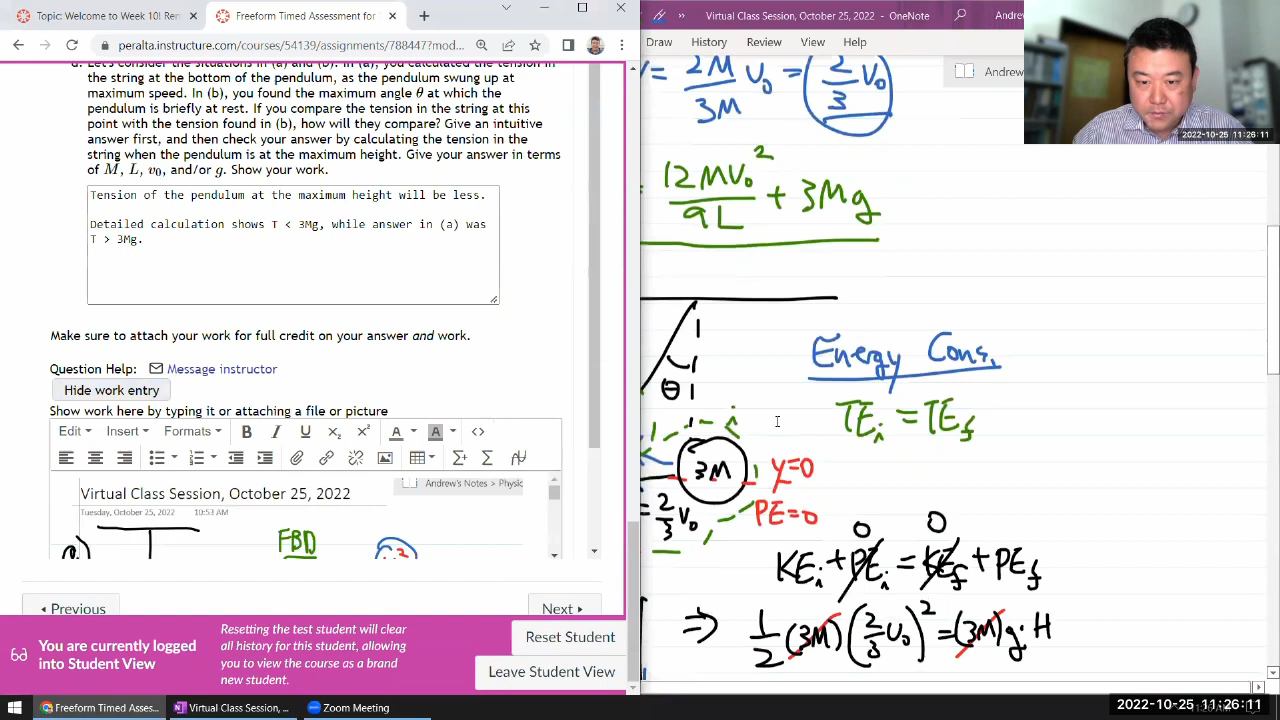 Topic: Welcome to Week 10! Rem
Freeform Timed Assessment for
peralta.instructure.com/courses/54139/assignments/788447?mod...
d. Let's consider the situations in (a) and (b). In (a), you calculated the tension in
the string at the bottom of the pendulum, as the pendulum swung up at
minimum speed. In (b), you found the maximum angle θ at which the
pendulum is briefly at rest. If you compare the tension in the string at this
point with the tension found in (b), how will they compare? Give an intuitive
answer first, and then check your answer by calculating the tension in the
string when the pendulum is at the maximum height. Give your answer in terms
of M, L, v₀, and/or g. Show your work.
Tension of the pendulum at the maximum height will be less.
Detailed calculation shows T < 3Mg, while answer in (a) was
T > 3Mg.
Make sure to attach your work for full credit on your answer and work.
Question Help: Message instructor
Hide work entry
Show work here by typing it or attaching a file or picture
Edit Insert Formats B I U x₂ x² A A <>
Virtual Class Session, October 25, 2022
Andrew's Notes > Physic
Tuesday, October 25, 2022 10:53 AM
FBD
◂ Previous
Next ▸
You are currently logged
into Student View
Resetting the test student will clear
all history for this student, allowing
you to view the course as a brand
new student.
Reset Student
Leave Student View
Virtual Class Session, October 25, 2022 - OneNote
Andrew
Draw History Review View Help
Andrew
2M/3M v₀ = 2/3 v₀
12Mv₀²/9L + 3Mg
θ
Energy Cons.
TEi = TEf
3M
y=0
= 2/3 v₀
PE=0
0 0
KEi + PEi = KEf + PEf
⇒ 1/2 (3M) (2/3 v₀)² = (3M)g·H
2022-10-25 11:26:11
Freeform Timed Asses...
Virtual Class Session, ...
Zoom Meeting
2022-10-25 11:26:11